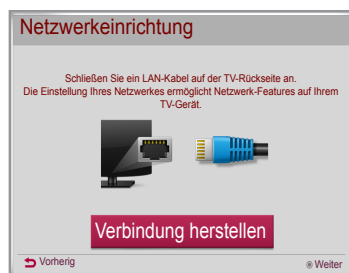 Netzwerkeinrichtung
Schließen Sie ein LAN-Kabel auf der TV-Rückseite an.
Die Einstellung Ihres Netzwerkes ermöglicht Netzwerk-Features auf Ihrem
TV-Gerät.
Verbindung herstellen
Vorherig
Weiter